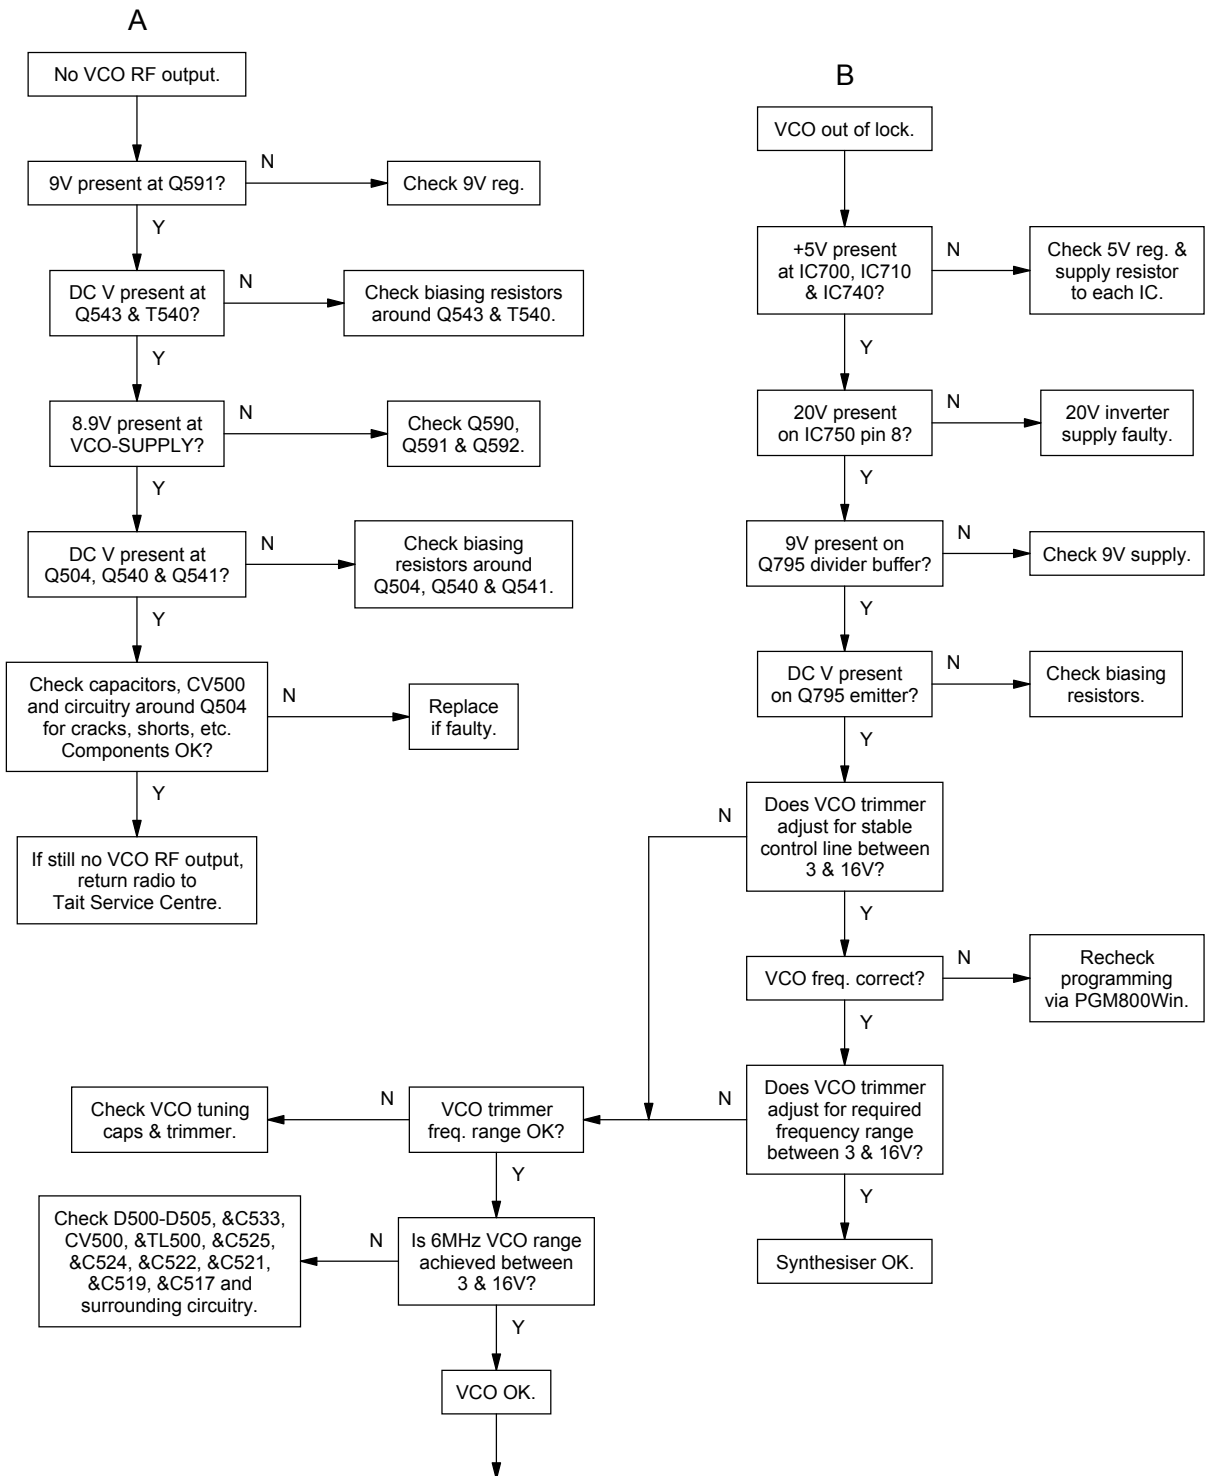 A
No VCO RF output.
9V present at Q591?
N
Check 9V reg.
Y
DC V present at
Q543 & T540?
N
Check biasing resistors
around Q543 & T540.
Y
8.9V present at
VCO-SUPPLY?
N
Check Q590,
Q591 & Q592.
Y
DC V present at
Q504, Q540 & Q541?
N
Check biasing
resistors around
Q504, Q540 & Q541.
Y
Check capacitors, CV500
and circuitry around Q504
for cracks, shorts, etc.
Components OK?
N
Replace
if faulty.
Y
If still no VCO RF output,
return radio to
Tait Service Centre.
B
VCO out of lock.
+5V present
at IC700, IC710
& IC740?
N
Check 5V reg. &
supply resistor
to each IC.
Y
20V present
on IC750 pin 8?
N
20V inverter
supply faulty.
Y
9V present on
Q795 divider buffer?
N
Check 9V supply.
Y
DC V present
on Q795 emitter?
N
Check biasing
resistors.
Y
Does VCO trimmer
adjust for stable
control line between
3 & 16V?
N
Y
VCO freq. correct?
N
Recheck
programming
via PGM800Win.
Y
Does VCO trimmer
adjust for required
frequency range
between 3 & 16V?
N
Y
Synthesiser OK.
VCO trimmer
freq. range OK?
N
Check VCO tuning
caps & trimmer.
Y
Is 6MHz VCO range
achieved between
3 & 16V?
N
Check D500-D505, &C533,
CV500, &TL500, &C525,
&C524, &C522, &C521,
&C519, &C517 and
surrounding circuitry.
Y
VCO OK.